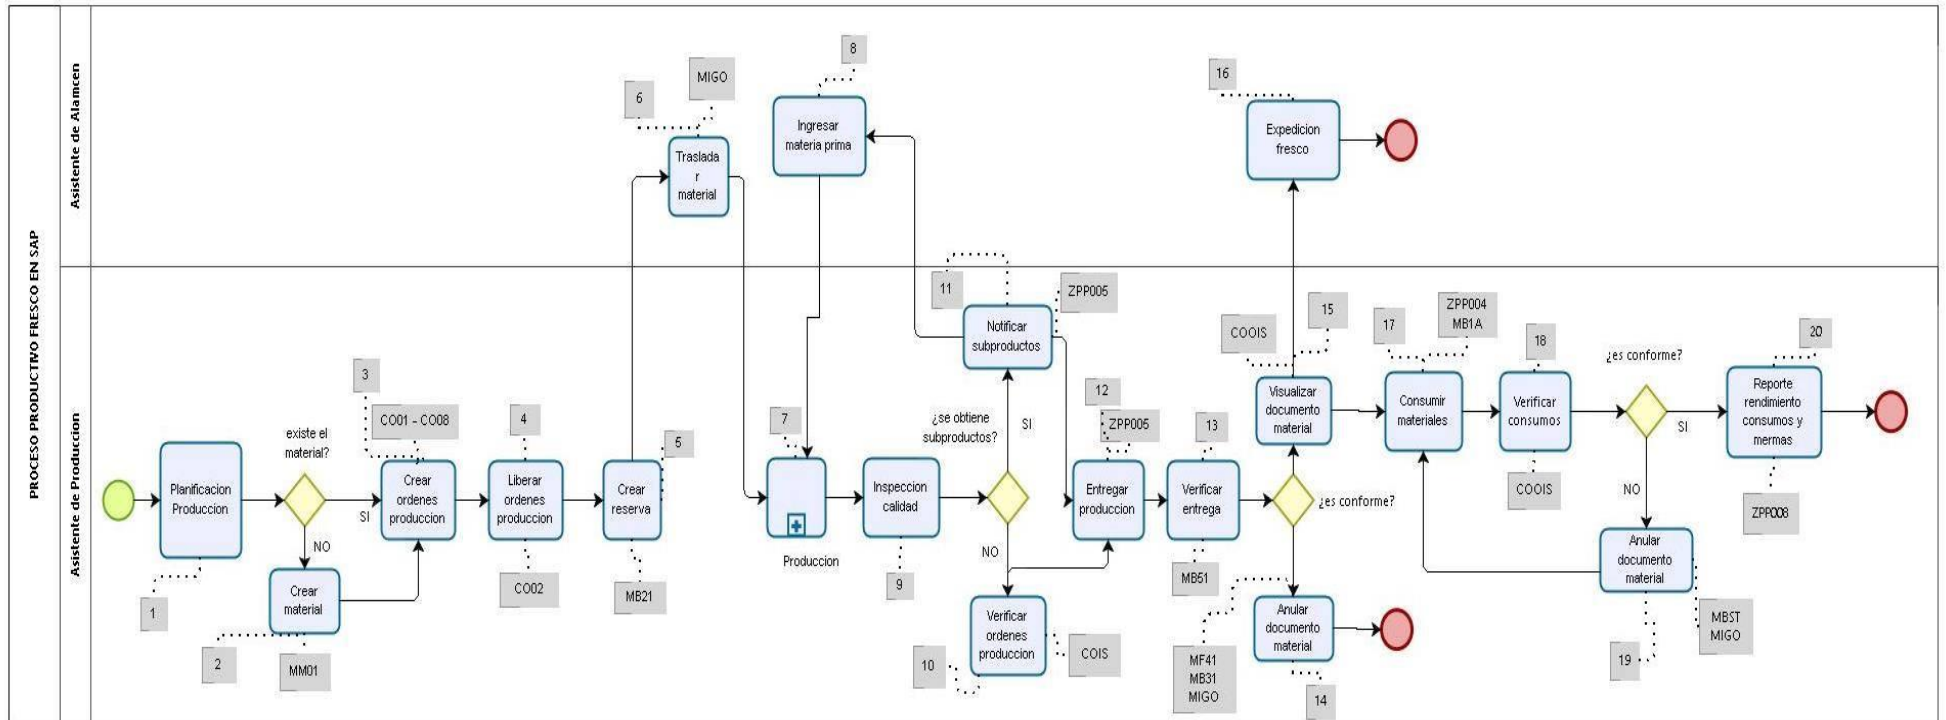 PROCESO PRODUCTIVO FRESCO EN SAP
Asistente de Alamcen
6
MIGO
Traslada
r
material
8
Ingresar
materia prima
16
Expedicion
fresco
Asistente de Produccion
Planificacion
Produccion
1
existe el
material?
SI
NO
Crear
material
2
MM01
3
CO01 - CO08
Crear
ordenes
produccion
4
Liberar
ordenes
produccion
CO02
5
Crear
reserva
MB21
7
Produccion
Inspeccion
calidad
9
¿se obtiene
subproductos?
SI
NO
11
ZPP005
Notificar
subproductos
Verificar
ordenes
produccion
10
COIS
12
ZPP005
Entregar
produccion
13
Verificar
entrega
MB51
¿es conforme?
Anular
documento
material
MF41
MB31
MIGO
14
COOIS
15
Visualizar
documento
material
17
ZPP004
MB1A
Consumir
materiales
18
Verificar
consumos
COOIS
¿es conforme?
SI
NO
Anular
documento
material
19
MBST
MIGO
20
Reporte
rendimiento
consumos y
mermas
ZPP008